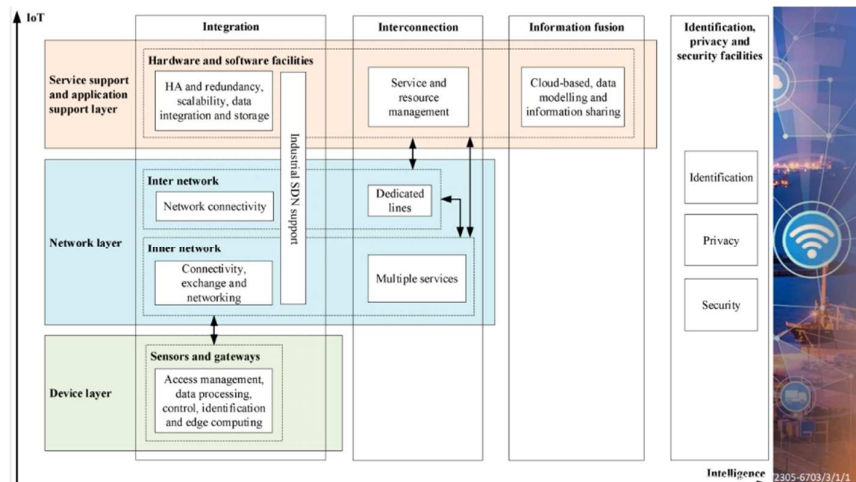 IoT
Integration
Interconnection
Information fusion
Identification,
privacy and
security facilities
Service support
and application
support layer
Hardware and software facilities
HA and redundancy,
scalability, data
integration and storage
Service and
resource
management
Cloud-based, data
modelling and
information sharing
Industrial SDN support
Network layer
Inter network
Network connectivity
Dedicated
lines
Inner network
Connectivity,
exchange and
networking
Multiple services
Device layer
Sensors and gateways
Access management,
data processing,
control, identification
and edge computing
Identification
Privacy
Security
Intelligence
2305-6703/3/1/1